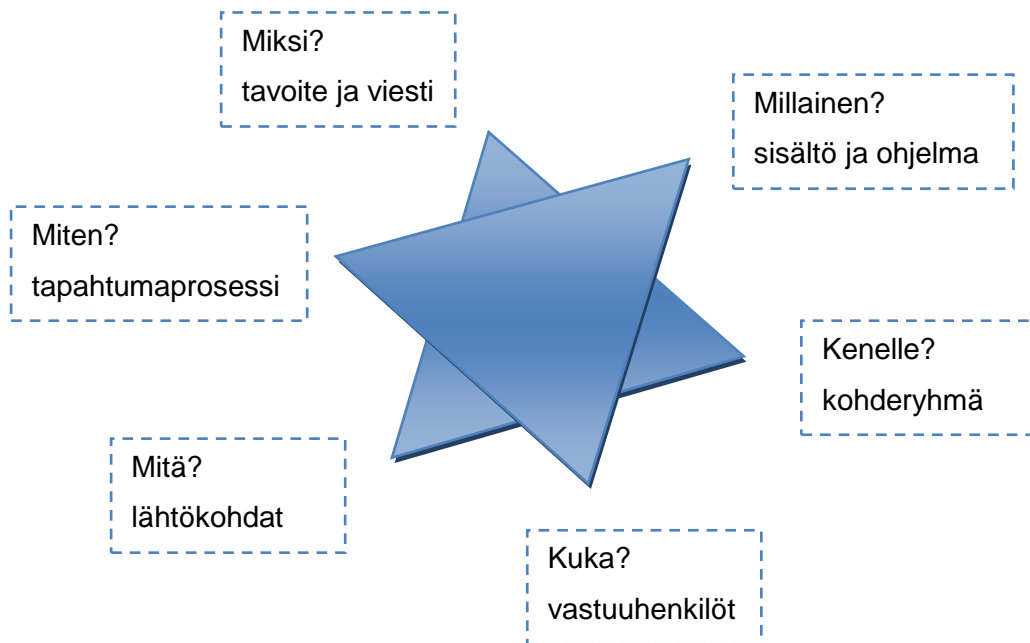 Miksi?
tavoite ja viesti
Millainen?
sisältö ja ohjelma
Miten?
tapahtumaprosessi
Kenelle?
kohderyhmä
Mitä?
lähtökohdat
Kuka?
vastuuhenkilöt